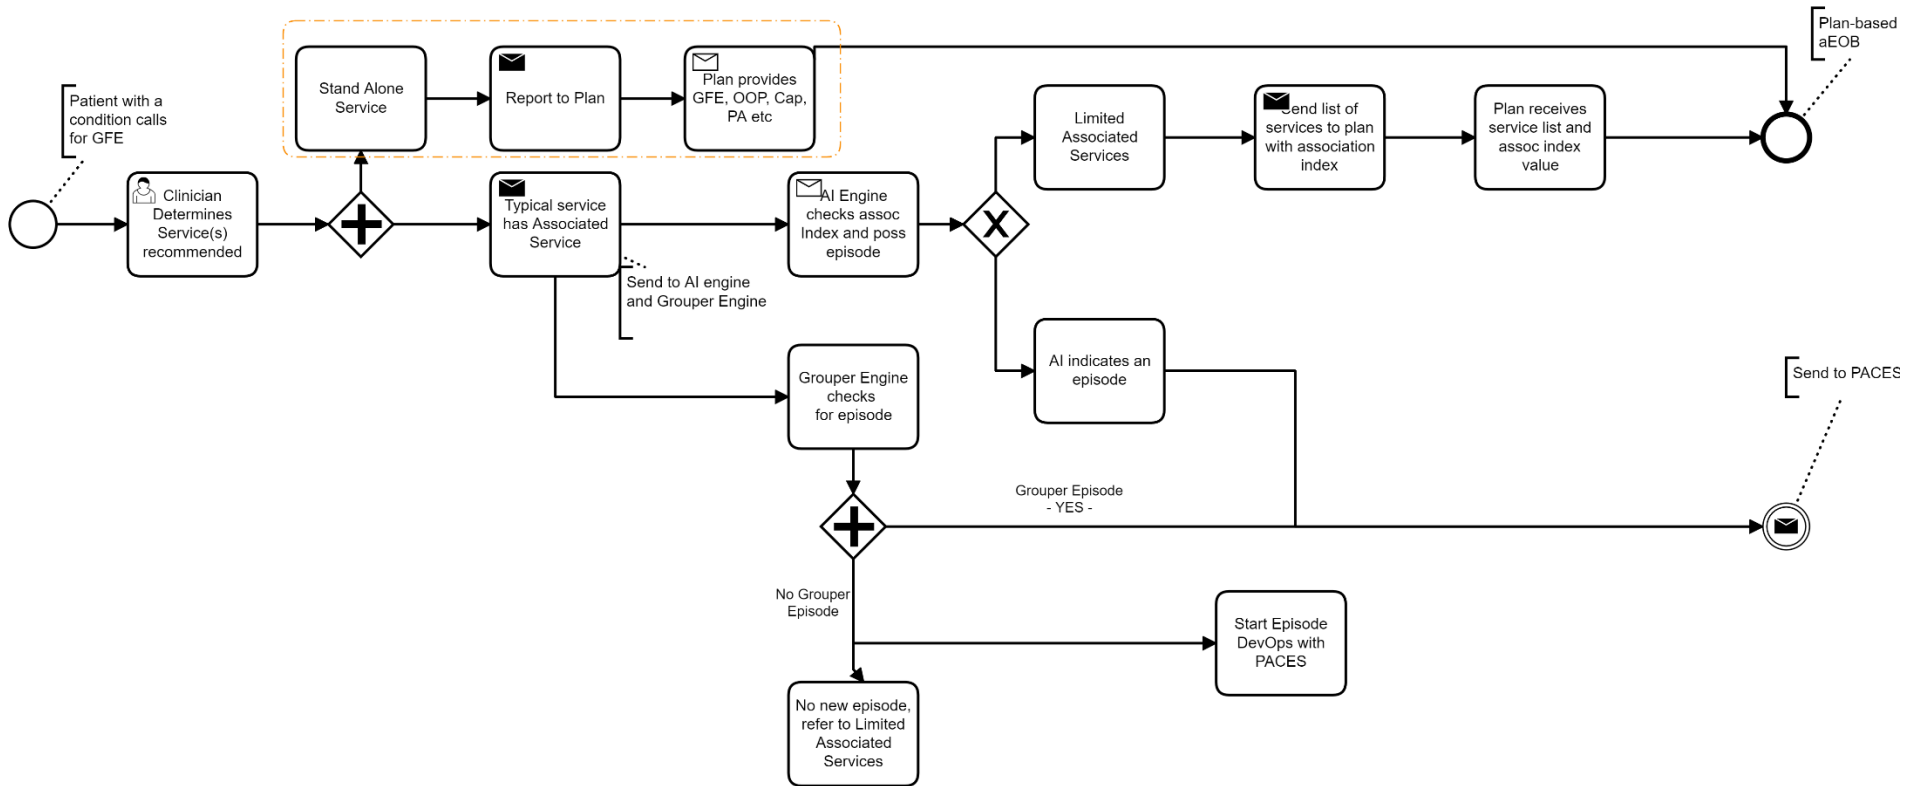 Plan-based
aEOB
Patient with a
condition calls
for GFE
Stand Alone
Service
Report to Plan
Plan provides
GFE, OOP, Cap,
PA etc
Limited
Associated
Services
Send list of
services to plan
with association
index
Plan receives
service list and
assoc index
value
Clinician
Determines
Service(s)
recommended
Typical service
has Associated
Service
AI Engine
checks assoc
Index and poss
episode
X
Send to AI engine
and Grouper Engine
Grouper Engine
checks
for episode
AI indicates an
episode
Send to PACES
Grouper Episode
- YES -
No Grouper
Episode
Start Episode
DevOps with
PACES
No new episode,
refer to Limited
Associated
Services